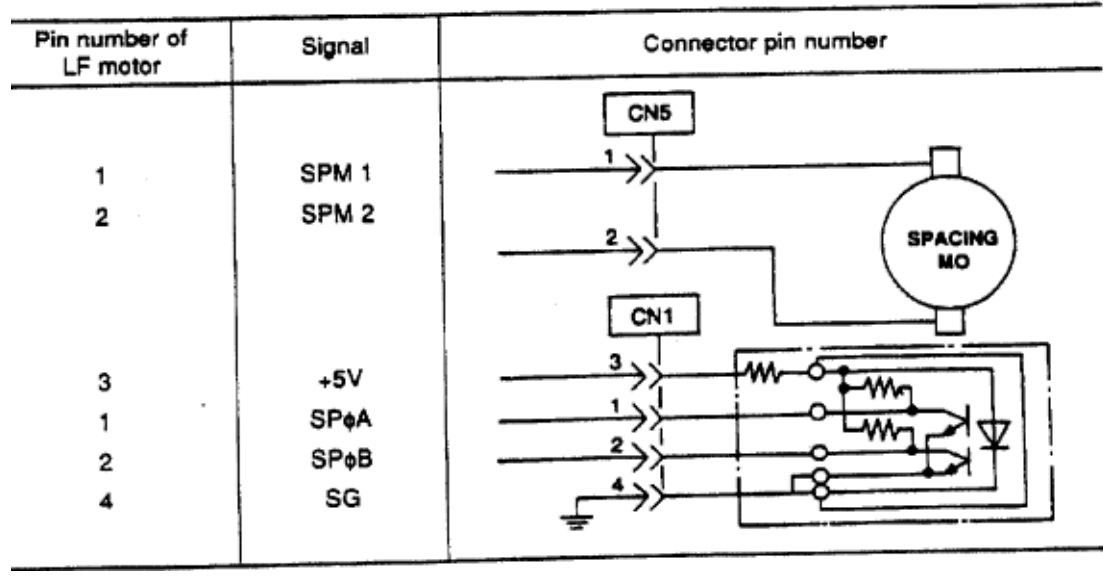 Pin number of LF motor Signal Connector pin number
CN5
1 SPM 1 1
2 SPM 2
2 SPACING
MO
CN1
3 +5V 3
1 SPϕA 1
2 SPϕB 2
4 SG 4